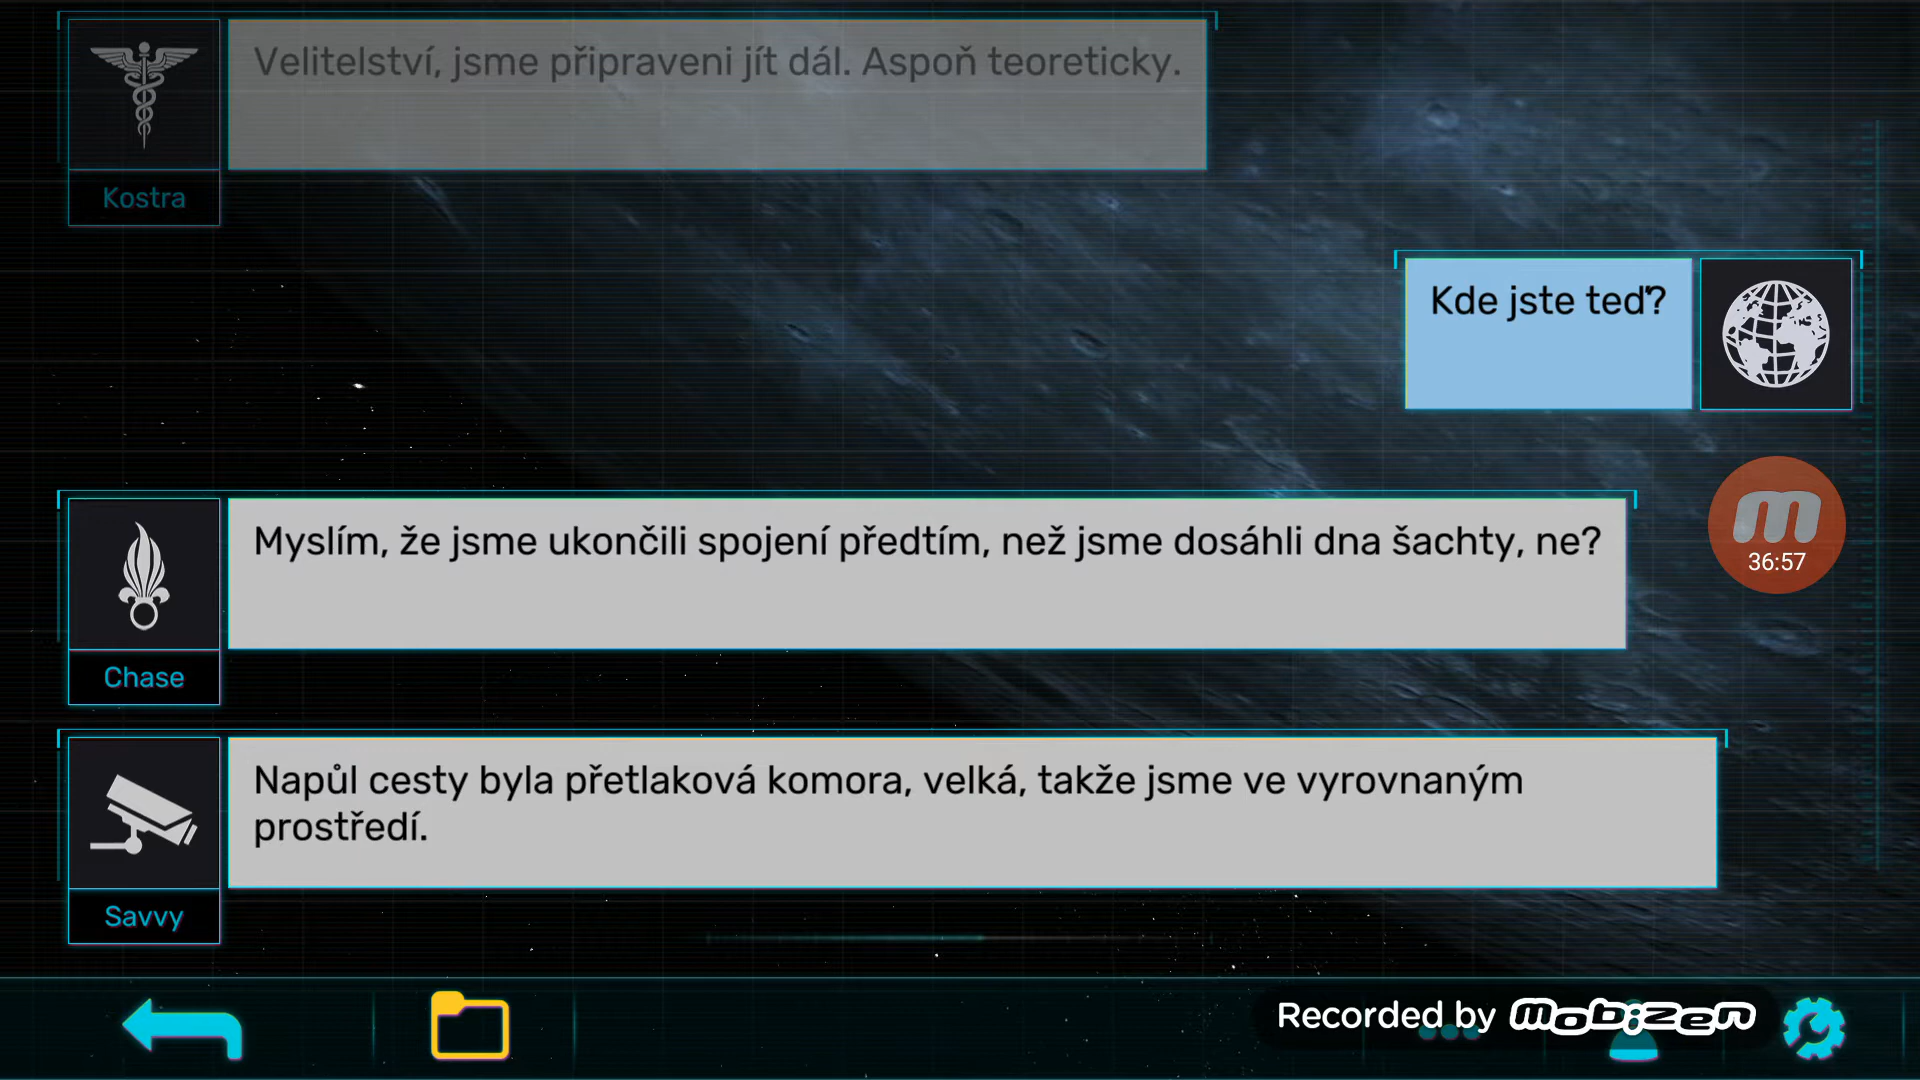 Velitelství, jsme připraveni jít dál. Aspoň teoreticky.
Kostra
Kde jste teď?
Myslím, že jsme ukončili spojení předtím, než jsme dosáhli dna šachty, ne?
36:57
Chase
Napůl cesty byla přetlaková komora, velká, takže jsme ve vyrovnaným
prostředí.
Savvy
Recorded by mobizen